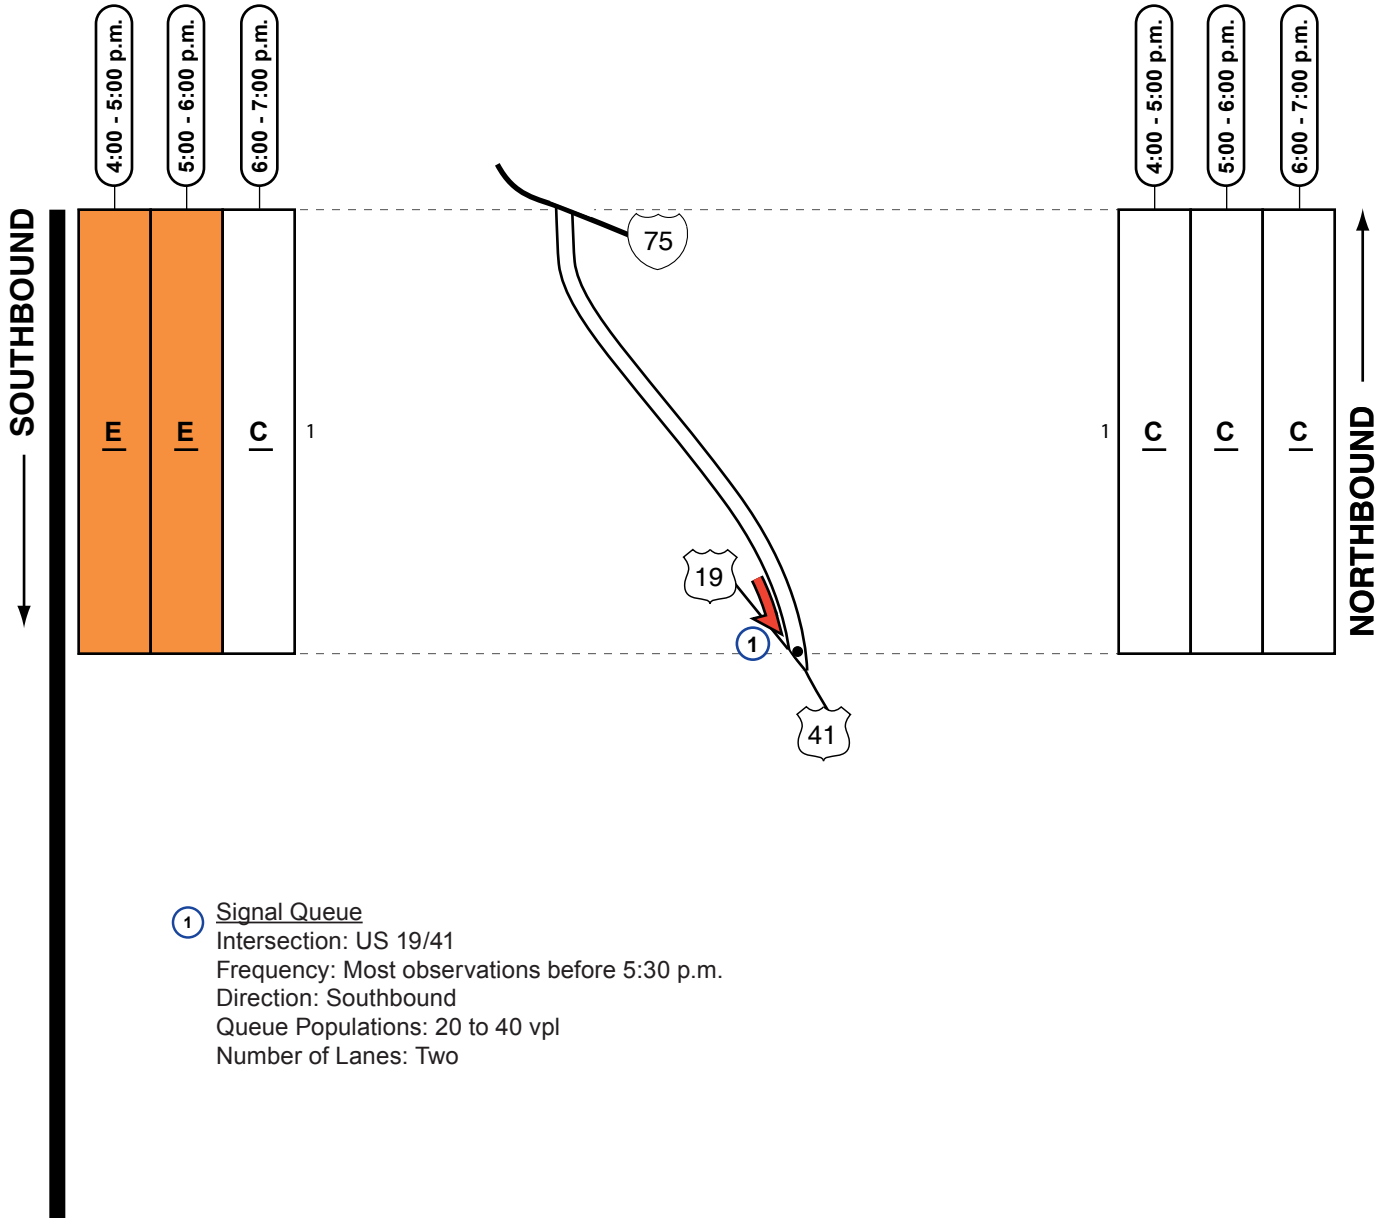 4:00 - 5:00 p.m.
5:00 - 6:00 p.m.
6:00 - 7:00 p.m.
4:00 - 5:00 p.m.
5:00 - 6:00 p.m.
6:00 - 7:00 p.m.
SOUTHBOUND
75
E
E
C
1
1
C
C
C
NORTHBOUND
19
1
41
1
Signal Queue
Intersection: US 19/41
Frequency: Most observations before 5:30 p.m.
Direction: Southbound
Queue Populations: 20 to 40 vpl
Number of Lanes: Two